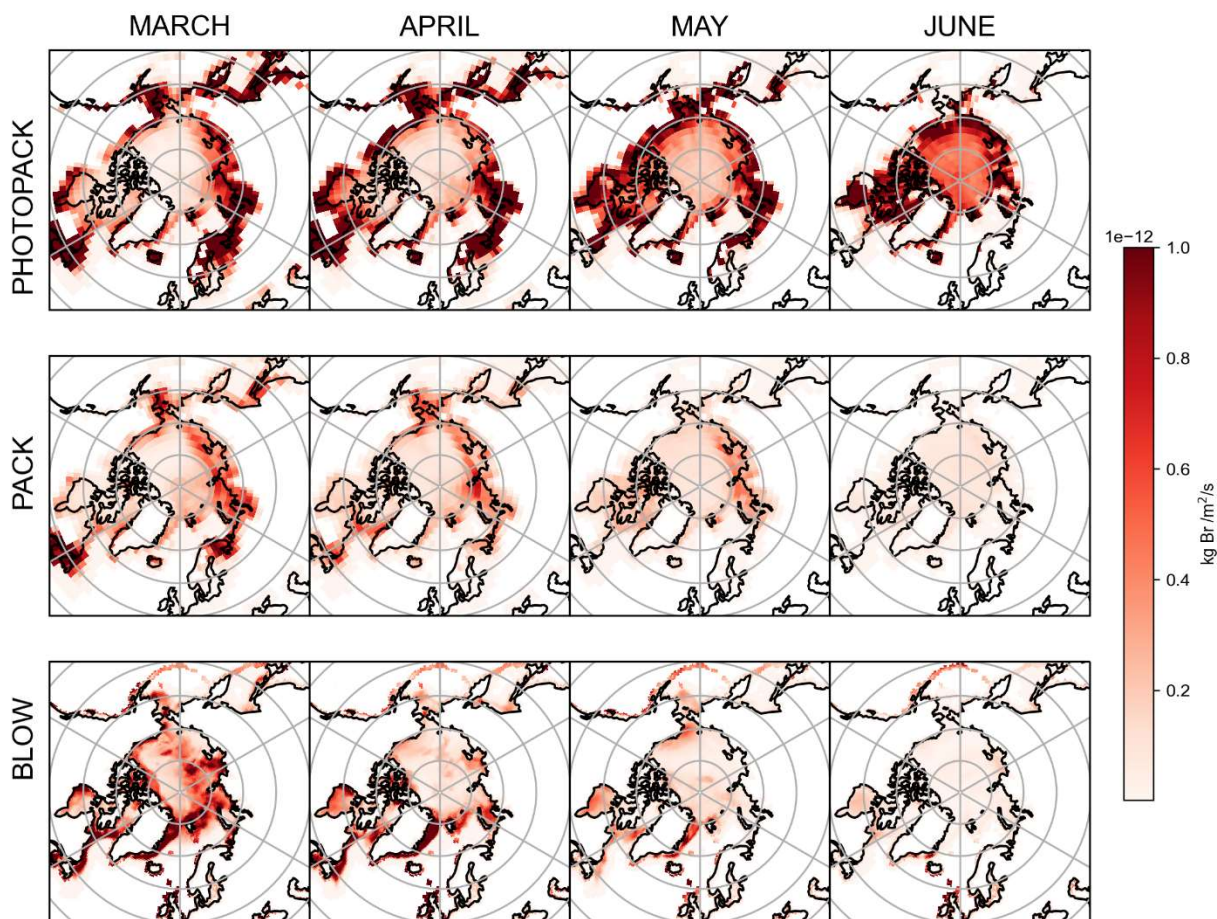 MARCH APRIL MAY JUNE
PHOTOPACK
1e−12
1.0
0.8
PACK
0.6
kg Br /m²/s
0.4
0.2
BLOW